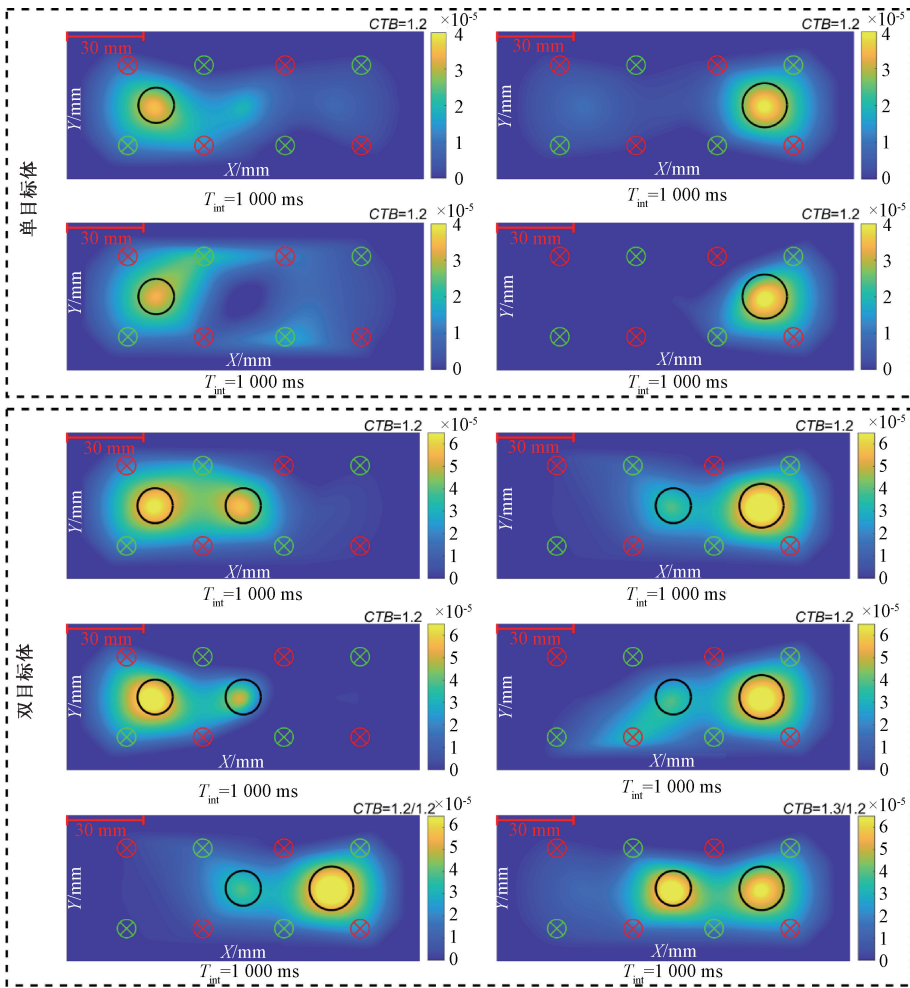 单目标体
CTB=1.2 ×10⁻⁵
30 mm
4
3
2
1
0
Y/mm
X/mm
T_int=1 000 ms
CTB=1.2 ×10⁻⁵
30 mm
4
3
2
1
0
Y/mm
X/mm
T_int=1 000 ms
CTB=1.2 ×10⁻⁵
30 mm
4
3
2
1
0
Y/mm
X/mm
T_int=1 000 ms
CTB=1.2 ×10⁻⁵
30 mm
4
3
2
1
0
Y/mm
X/mm
T_int=1 000 ms
双目标体
CTB=1.2 ×10⁻⁵
30 mm
6
5
4
3
2
1
0
Y/mm
X/mm
T_int=1 000 ms
CTB=1.2 ×10⁻⁵
30 mm
6
5
4
3
2
1
0
Y/mm
X/mm
T_int=1 000 ms
CTB=1.2 ×10⁻⁵
30 mm
6
5
4
3
2
1
0
Y/mm
X/mm
T_int=1 000 ms
CTB=1.2 ×10⁻⁵
30 mm
6
5
4
3
2
1
0
Y/mm
X/mm
T_int=1 000 ms
CTB=1.2/1.2 ×10⁻⁵
30 mm
6
5
4
3
2
1
0
Y/mm
X/mm
T_int=1 000 ms
CTB=1.3/1.2 ×10⁻⁵
30 mm
6
5
4
3
2
1
0
Y/mm
X/mm
T_int=1 000 ms